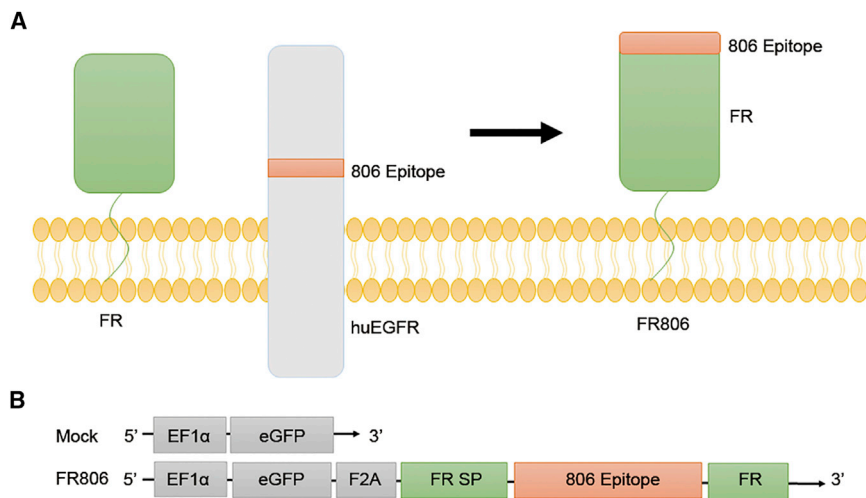 A
806 Epitope
806 Epitope
FR
FR
huEGFR
FR806
B
Mock 5’ EF1α eGFP 3’
FR806 5’ EF1α eGFP F2A FR SP 806 Epitope FR 3’